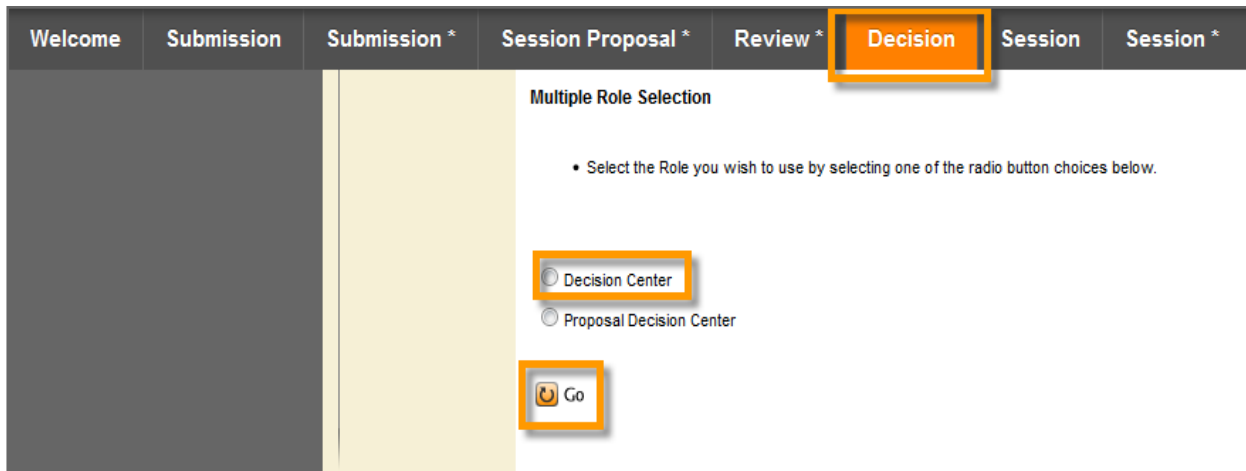 Welcome Submission Submission * Session Proposal * Review * Decision Session Session *
Multiple Role Selection
• Select the Role you wish to use by selecting one of the radio button choices below.
Decision Center
Proposal Decision Center
Go